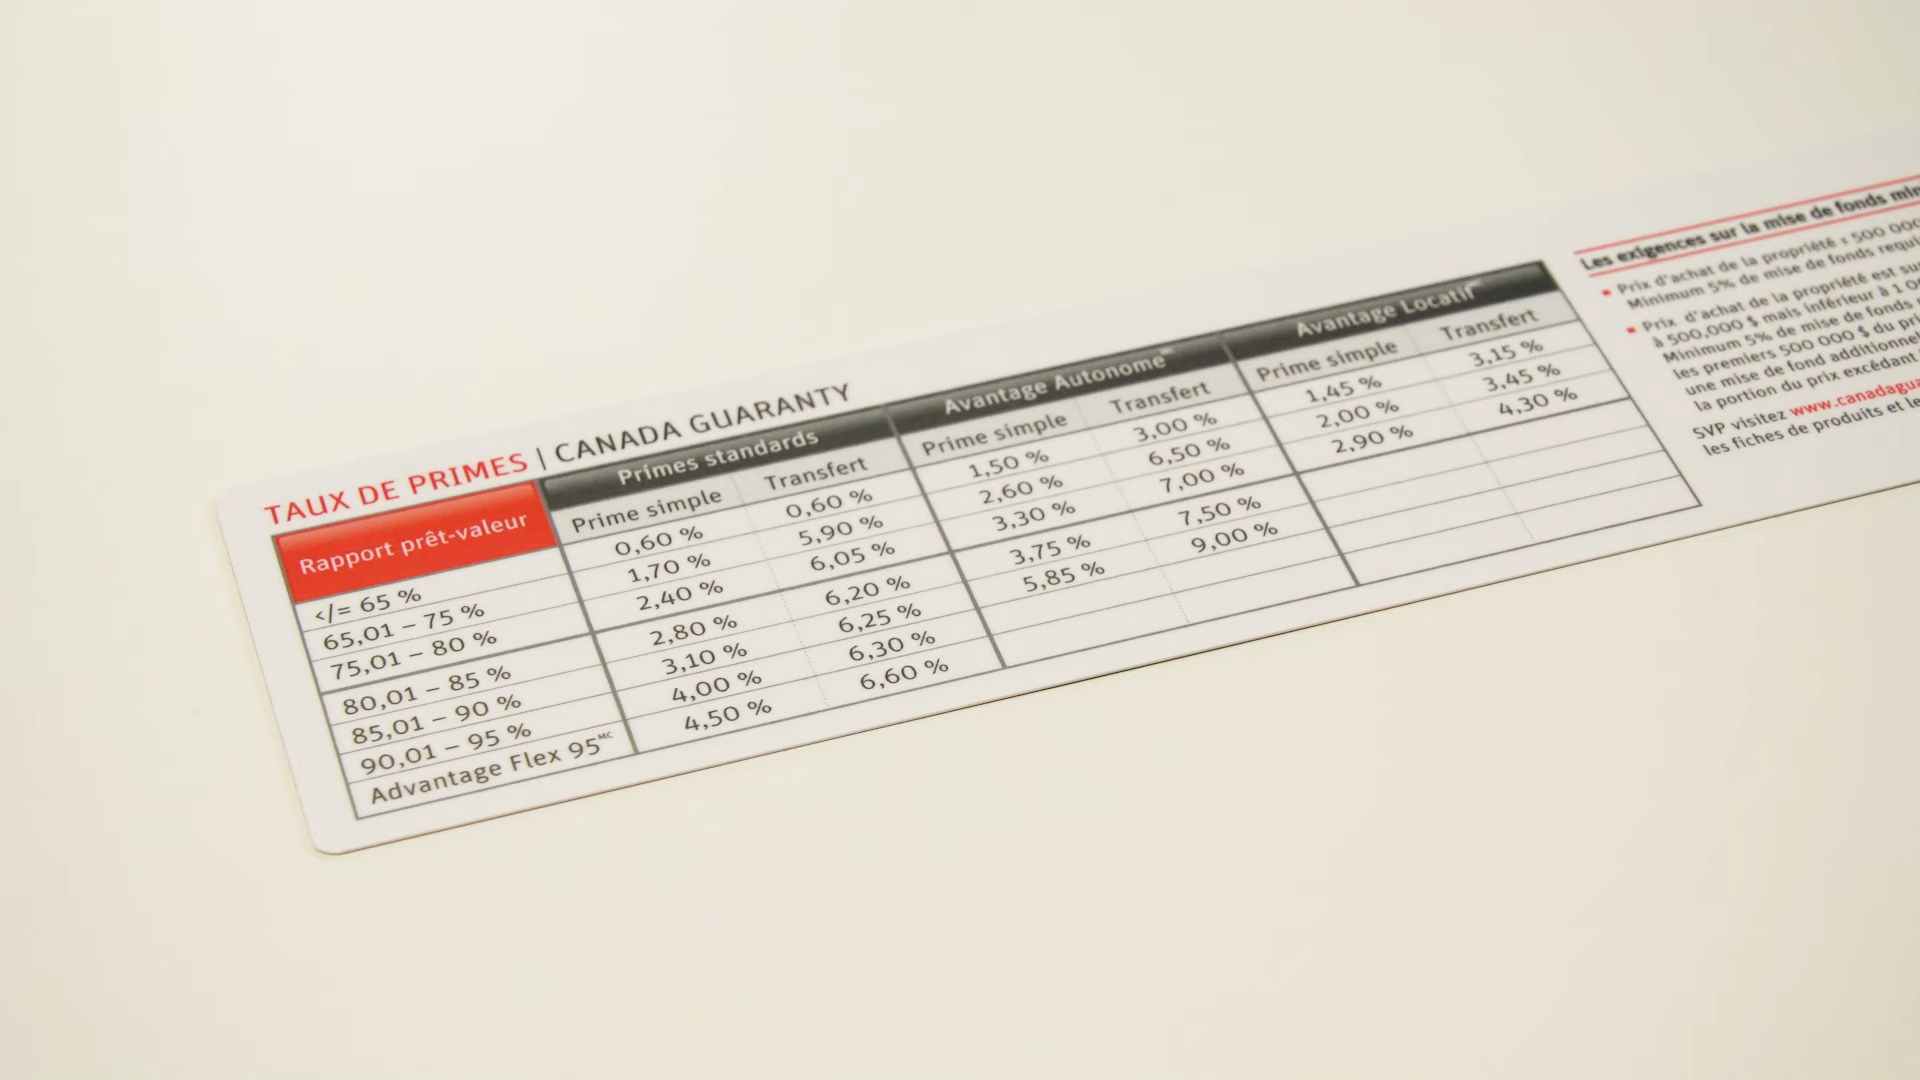 TAUX DE PRIMES | CANADA GUARANTY
Rapport prêt-valeur Primes standards Avantage Autonome Avantage Locatif
Prime simple Transfert Prime simple Transfert Prime simple Transfert
</= 65 % 0,60 % 0,60 % 1,50 % 3,00 % 1,45 % 3,15 %
65,01 – 75 % 1,70 % 5,90 % 2,60 % 6,50 % 2,00 % 3,45 %
75,01 – 80 % 2,40 % 6,05 % 3,30 % 7,00 % 2,90 % 4,30 %
80,01 – 85 % 2,80 % 6,20 % 3,75 % 7,50 %
85,01 – 90 % 3,10 % 6,25 % 5,85 % 9,00 %
90,01 – 95 % 4,00 % 6,30 %
Advantage Flex 95MC 4,50 % 6,60 %
Les exigences sur la mise de fonds
• Prix d'achat de la propriété ≤ 500 000
Minimum 5% de mise de fonds
• Prix d'achat de la propriété est
à 500,000 $ mais inférieur à 1
Minimum 5% de mise de fonds
les premiers 500 000 $ du
une mise de fond additionnel
la portion du prix excédant
SVP visitez www.canadagua
les fiches de produits et